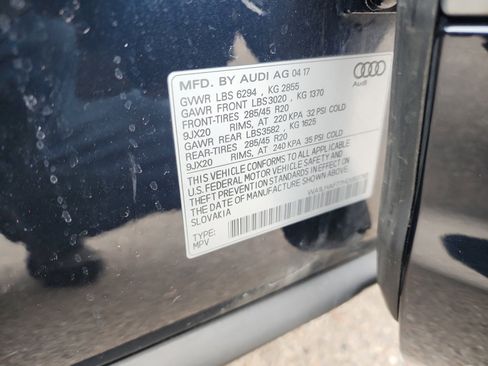 MFD. BY AUDI AG 04 17
GVWR LBS 6294 , KG 2855
GAWR FRONT LBS3020 , KG 1370
FRONT-TIRES 285/45 R20
9JX20 RIMS, AT 220 KPA 32 PSI COLD
GAWR REAR LBS3582 , KG 1625
REAR-TIRES 285/45 R20
9JX20 RIMS, AT 240 KPA 35 PSI COLD
THIS VEHICLE CONFORMS TO ALL APPLICABLE
U.S. FEDERAL MOTOR VEHICLE SAFETY AND
THEFT PREVENTION STANDARDS IN EFFECT ON
THE DATE OF MANUFACTURE SHOWN ABOVE.
SLOVAKIA
TYPE:
MPV
Audi